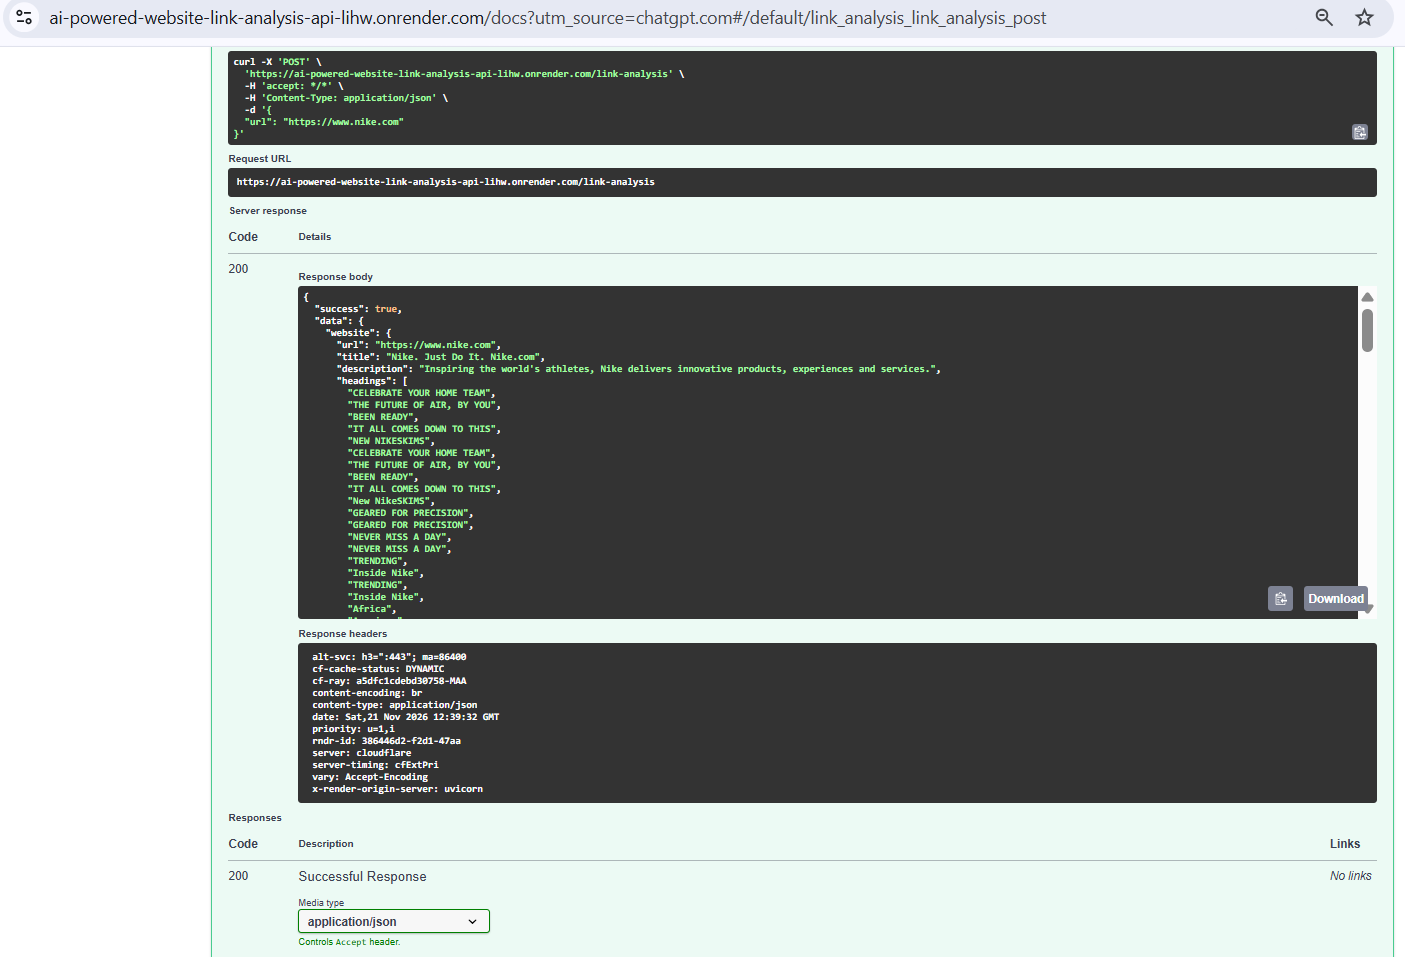 ai-powered-website-link-analysis-api-lihw.onrender.com/docs?utm_source=chatgpt.com#/default/link_analysis_link_analysis_post
curl -X 'POST' \
  'https://ai-powered-website-link-analysis-api-lihw.onrender.com/link-analysis' \
  -H 'accept: */*' \
  -H 'Content-Type: application/json' \
  -d '{
  "url": "https://www.nike.com"
}'
Request URL
https://ai-powered-website-link-analysis-api-lihw.onrender.com/link-analysis
Server response
Code Details
200
Response body
{
  "success": true,
  "data": {
    "website": {
      "url": "https://www.nike.com",
      "title": "Nike. Just Do It. Nike.com",
      "description": "Inspiring the world's athletes, Nike delivers innovative products, experiences and services.",
      "headings": [
        "CELEBRATE YOUR HOME TEAM",
        "THE FUTURE OF AIR, BY YOU",
        "BEEN READY",
        "IT ALL COMES DOWN TO THIS",
        "NEW NIKESKIMS",
        "CELEBRATE YOUR HOME TEAM",
        "THE FUTURE OF AIR, BY YOU",
        "BEEN READY",
        "IT ALL COMES DOWN TO THIS",
        "New NikeSKIMS",
        "GEARED FOR PRECISION",
        "GEARED FOR PRECISION",
        "NEVER MISS A DAY",
        "NEVER MISS A DAY",
        "TRENDING",
        "Inside Nike",
        "TRENDING",
        "Inside Nike",
        "Africa",
Download
Response headers
alt-svc: h3=":443"; ma=86400
cf-cache-status: DYNAMIC
cf-ray: a5dfc1cdebd30758-MAA
content-encoding: br
content-type: application/json
date: Sat,21 Nov 2026 12:39:32 GMT
priority: u=1,i
rndr-id: 386446d2-f2d1-47aa
server: cloudflare
server-timing: cfExtPri
vary: Accept-Encoding
x-render-origin-server: uvicorn
Responses
Code Description Links
200 Successful Response No links
Media type
application/json
Controls Accept header.